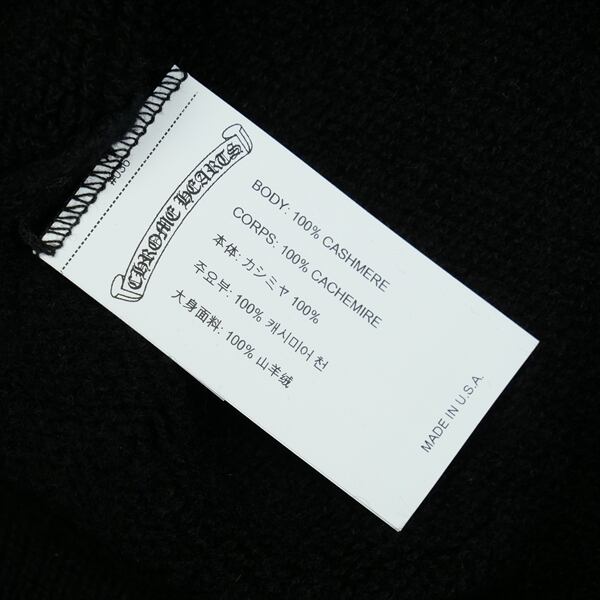 CHROME HEARTS
BODY: 100% CASHMERE
CORPS: 100% CACHEMIRE
本体: カシミヤ 100%
주요부: 100% 캐시미어 천
大身面料: 100% 山羊绒
MADE IN U.S.A.